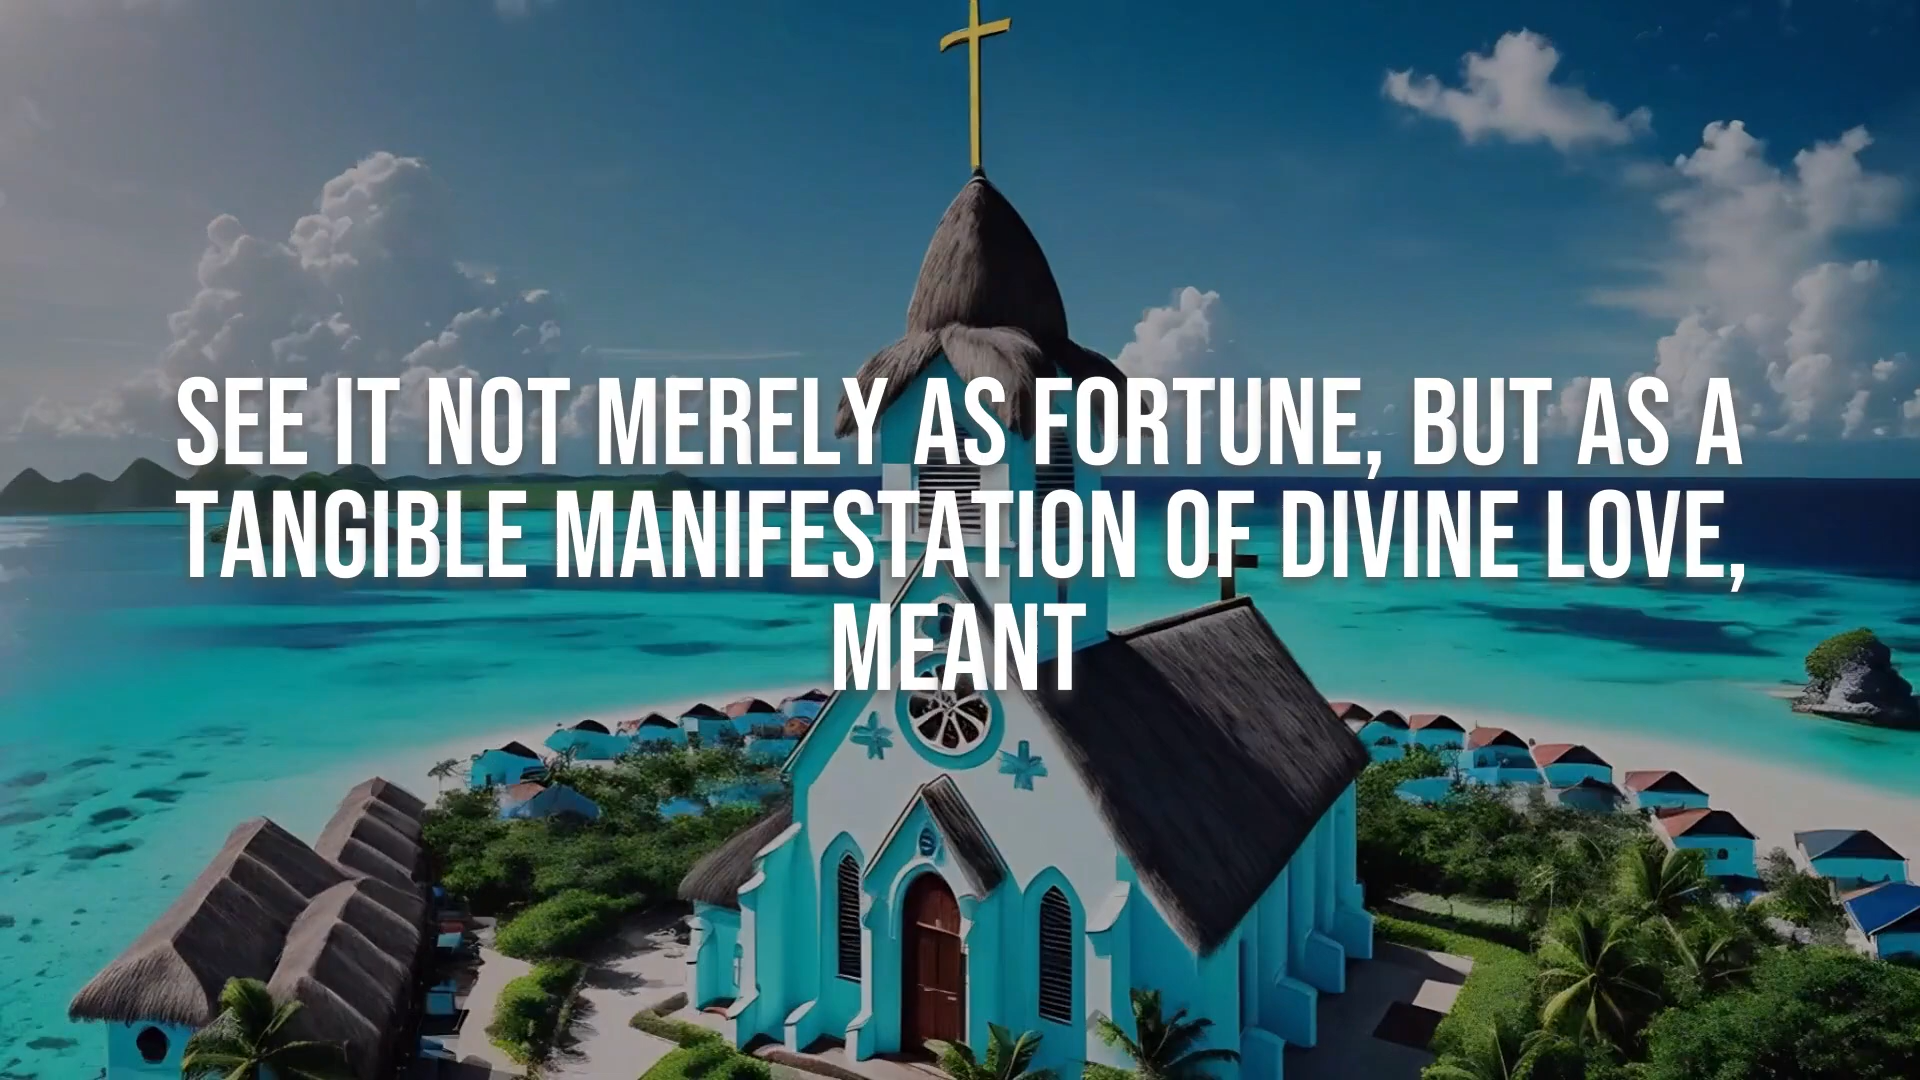 SEE IT NOT MERELY AS FORTUNE, BUT AS A
TANGIBLE MANIFESTATION OF DIVINE LOVE,
MEANT